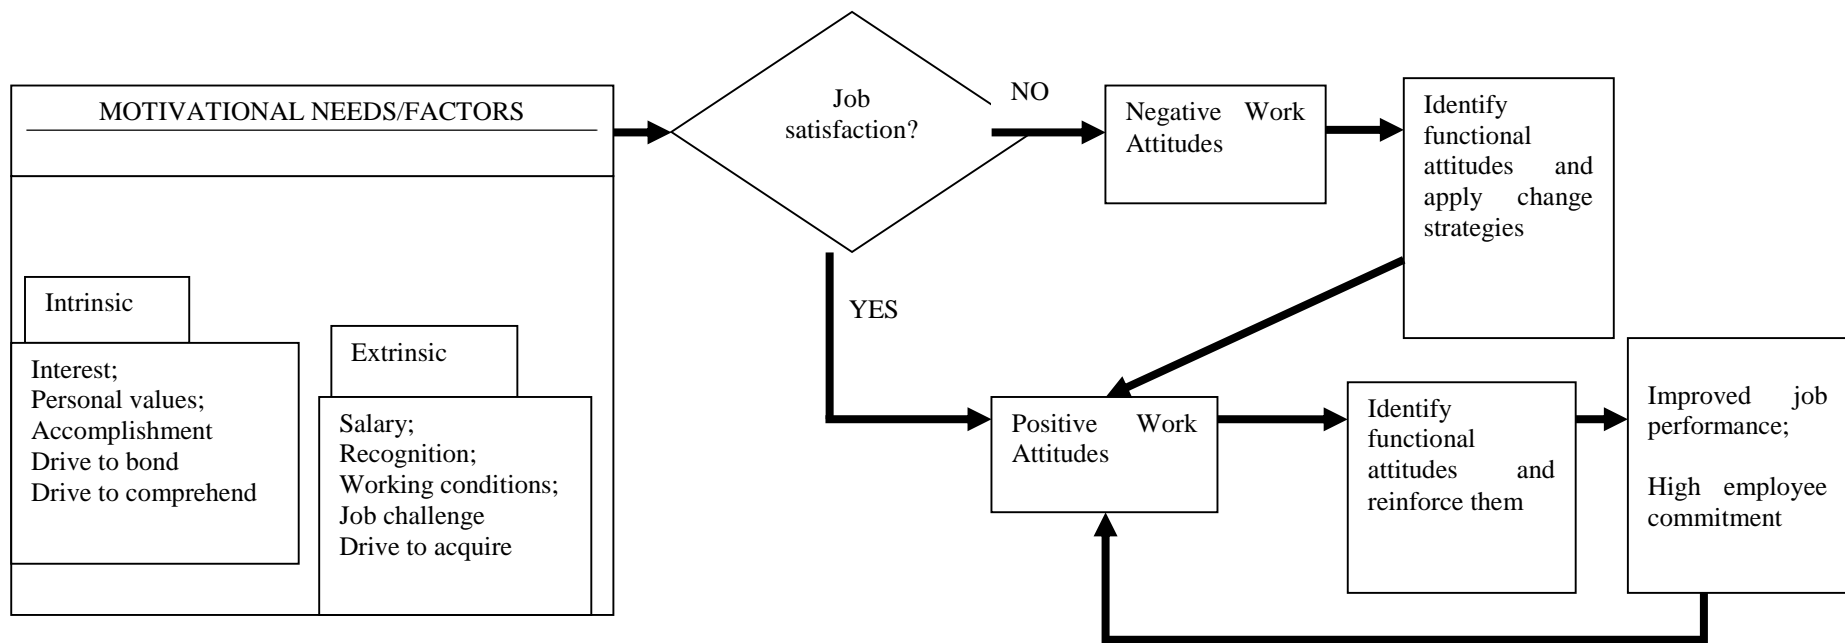 MOTIVATIONAL NEEDS/FACTORS
Intrinsic
Interest;
Personal values;
Accomplishment
Drive to bond
Drive to comprehend
Extrinsic
Salary;
Recognition;
Working conditions;
Job challenge
Drive to acquire
Job
satisfaction?
NO
YES
Negative Work
Attitudes
Identify
functional
attitudes and
apply change
strategies
Positive Work
Attitudes
Identify
functional
attitudes and
reinforce them
Improved job
performance;
High employee
commitment